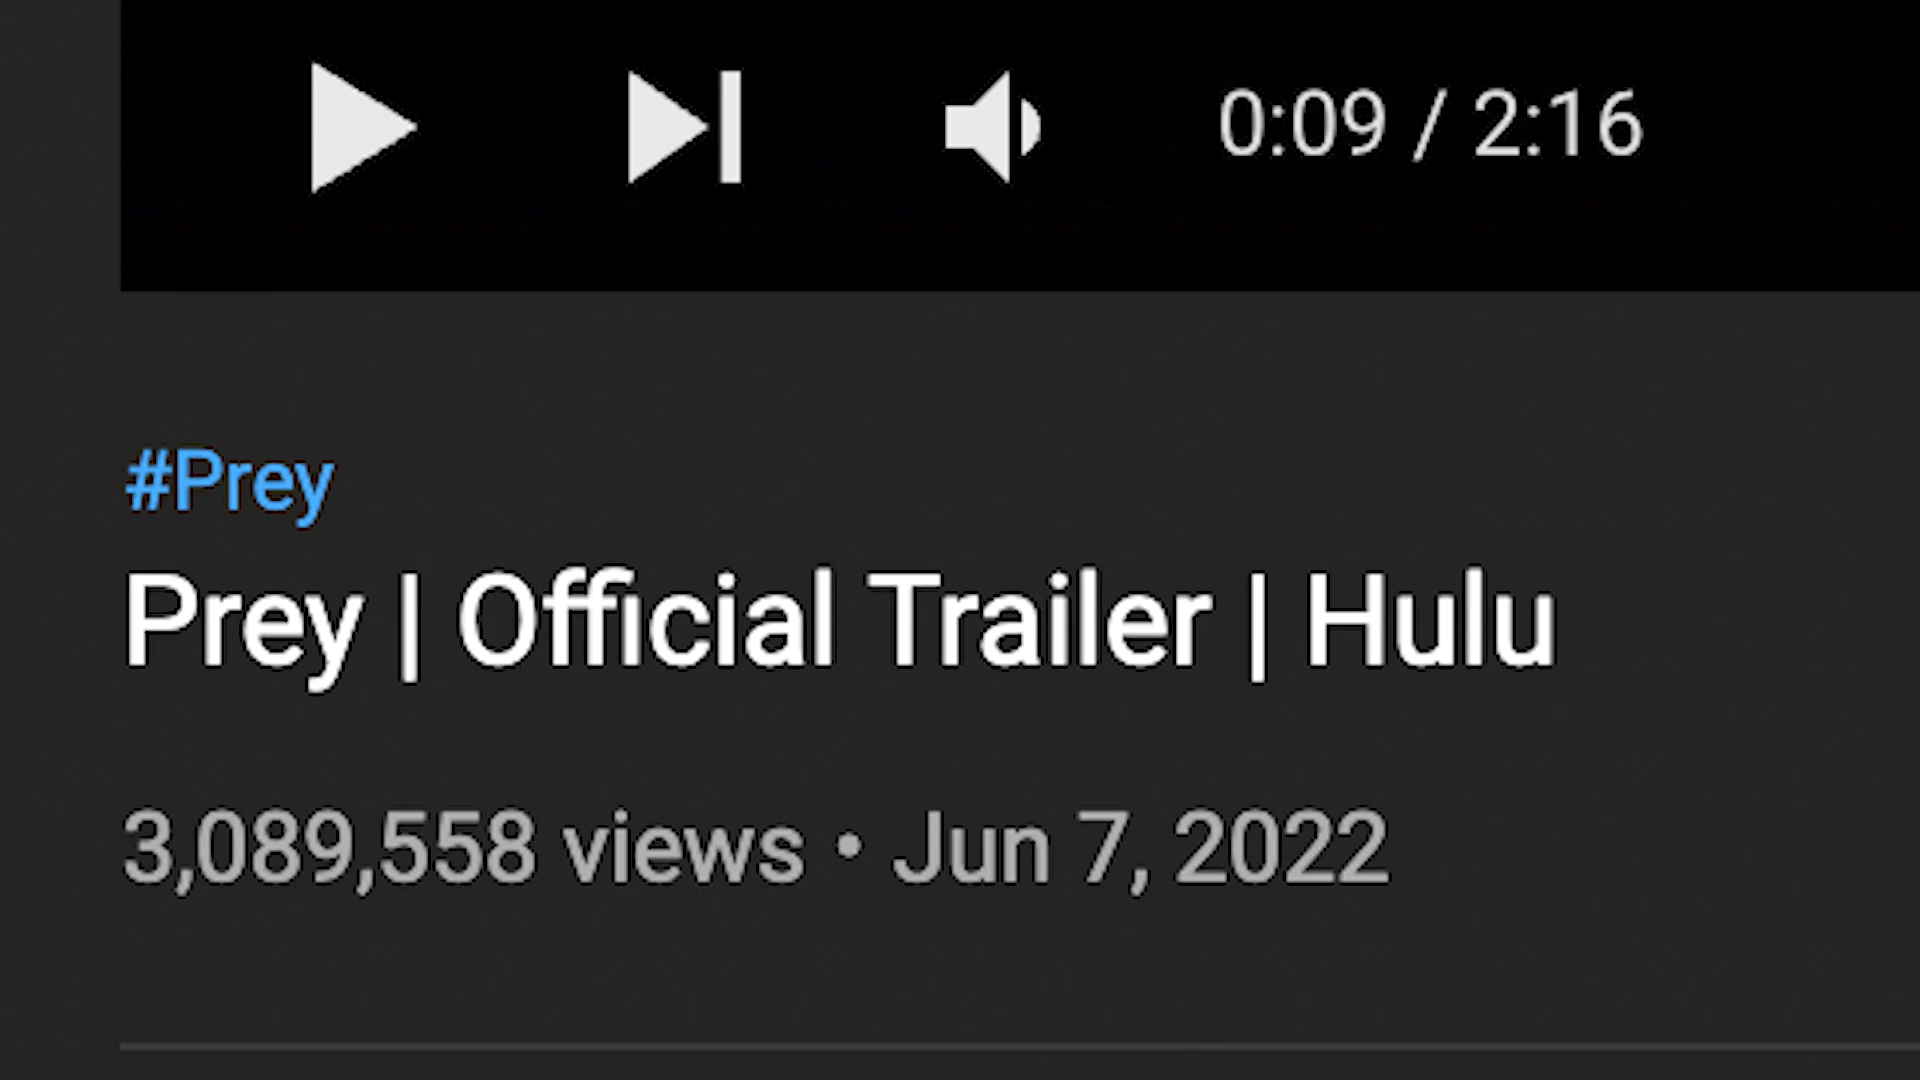 0:09 / 2:16
#Prey
Prey | Official Trailer | Hulu
3,089,558 views • Jun 7, 2022